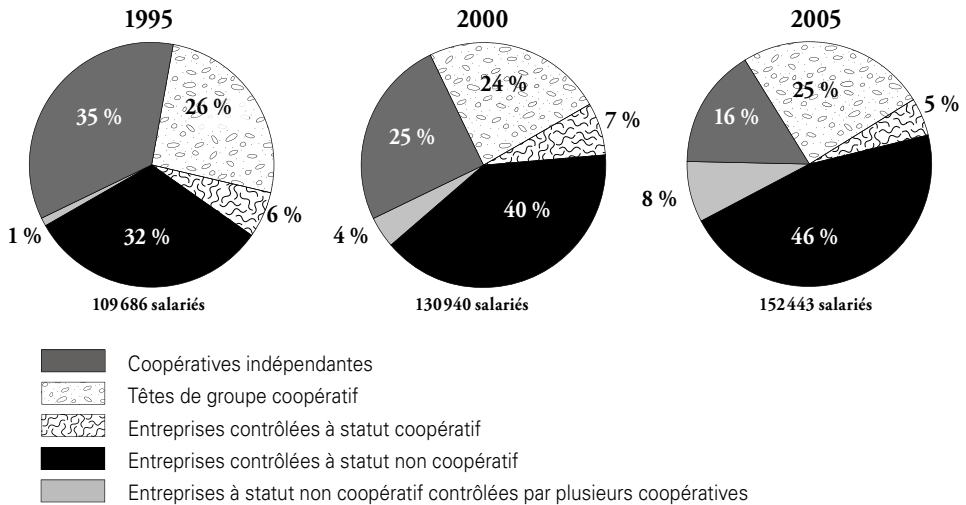 1995
2000
2005
35 %
26 %
6 %
32 %
1 %
24 %
7 %
25 %
40 %
4 %
25 %
5 %
16 %
46 %
8 %
109 686 salariés
130 940 salariés
152 443 salariés
Coopératives indépendantes
Têtes de groupe coopératif
Entreprises contrôlées à statut coopératif
Entreprises contrôlées à statut non coopératif
Entreprises à statut non coopératif contrôlées par plusieurs coopératives